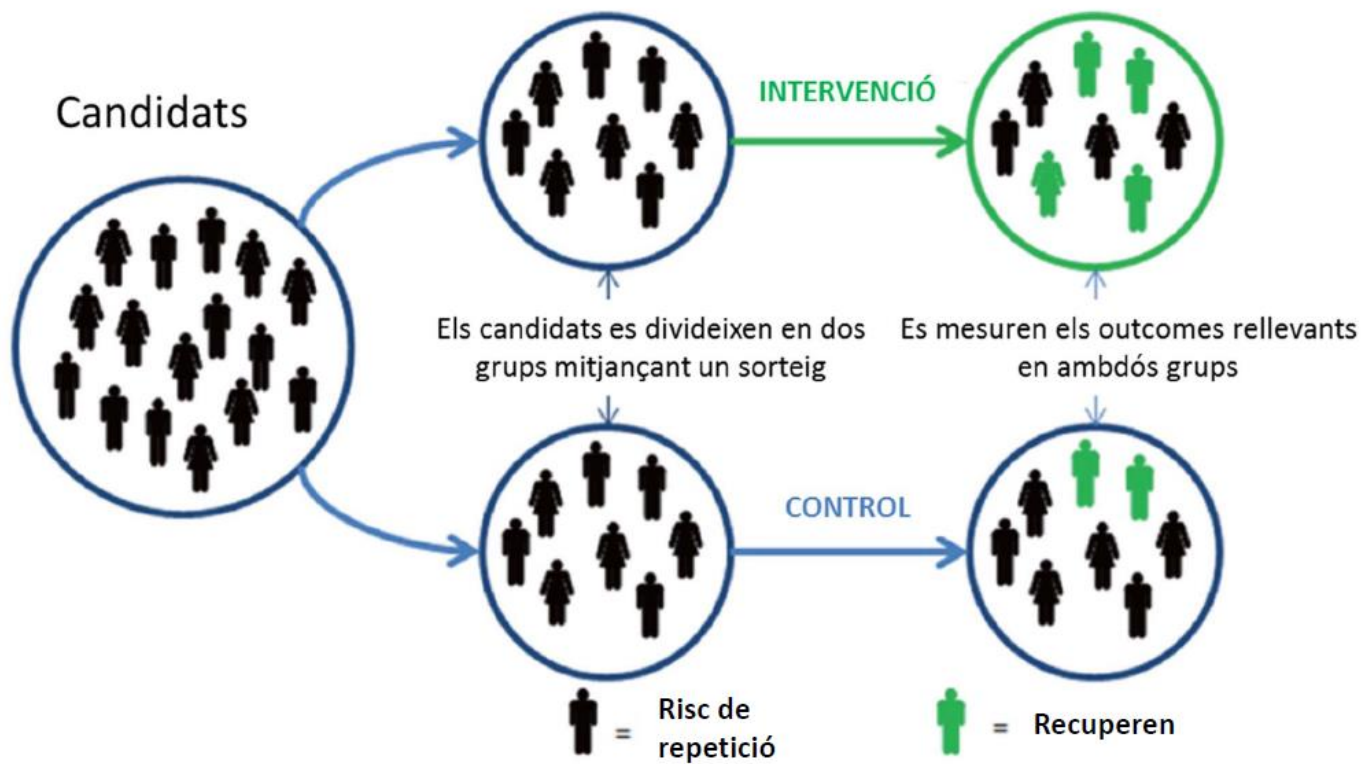 Candidats
INTERVENCIÓ
Els candidats es divideixen en dos
grups mitjançant un sorteig
Es mesuren els outcomes rellevants
en ambdós grups
CONTROL
= Risc de
repetició
= Recuperen